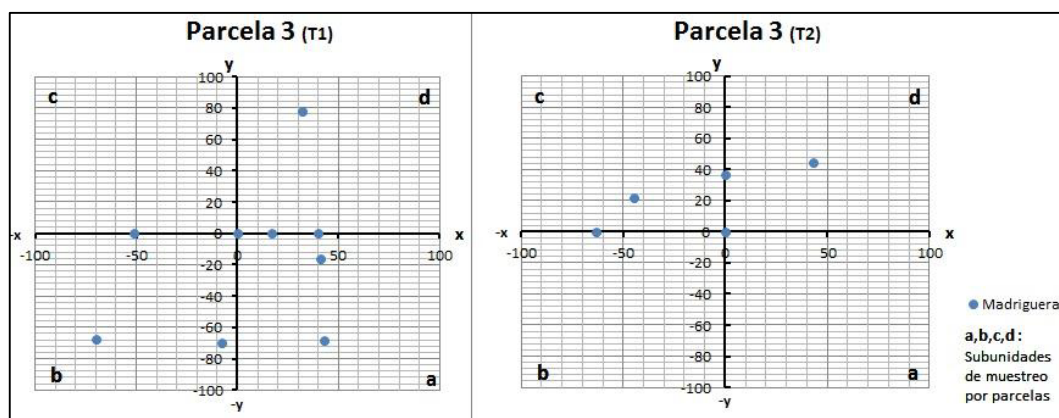 Parcela 3 (T1)
y
c
d
100
80
60
40
20
0
-20
-40
-60
-80
-100
-x
x
-100
-50
0
50
100
b
a
-y
Parcela 3 (T2)
y
c
d
100
80
60
40
20
0
-20
-40
-60
-80
-100
-x
x
-100
-50
0
50
100
b
a
-y
Madriguera
a,b,c,d :
Subunidades
de muestreo
por parcelas